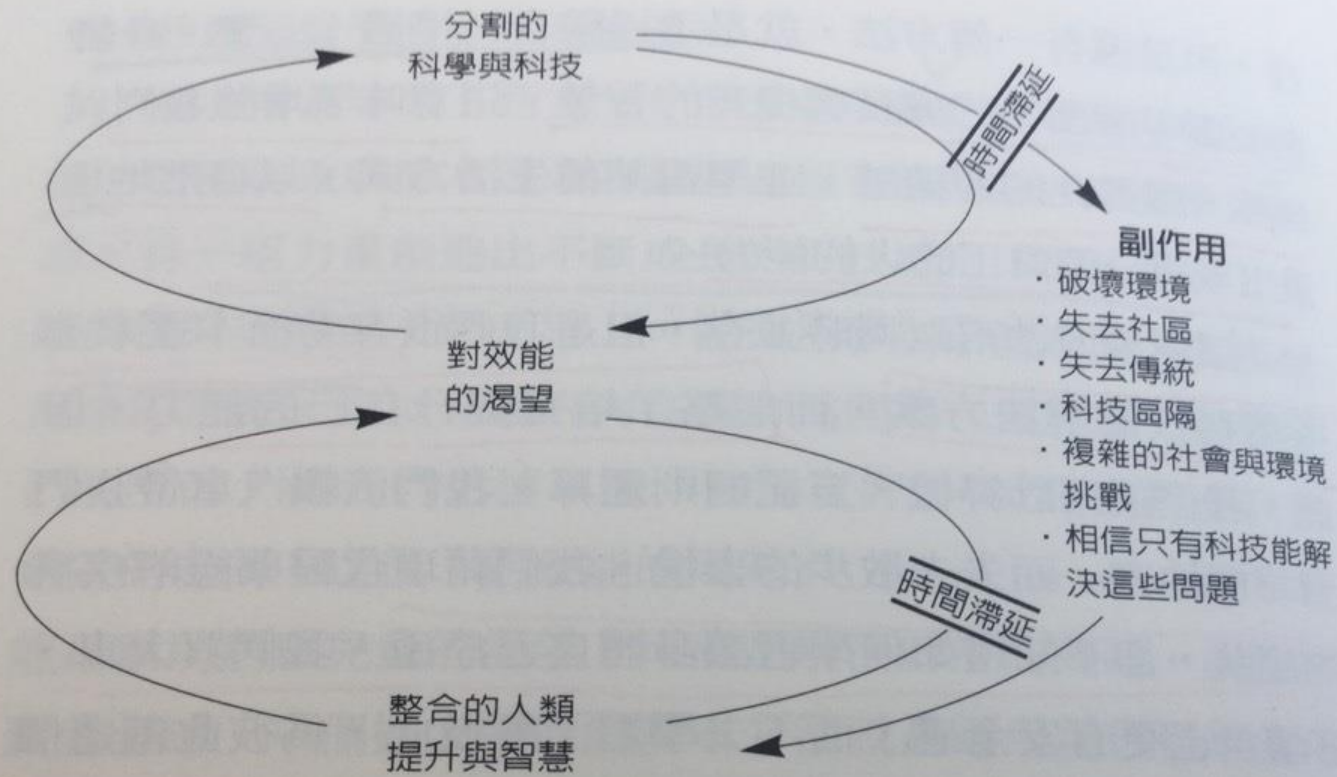 分割的
科學與科技
時間滯延
副作用
・破壞環境
・失去社區
・失去傳統
・科技區隔
・複雜的社會與環境
挑戰
・相信只有科技能解
決這些問題
對效能
的渴望
時間滯延
整合的人類
提升與智慧